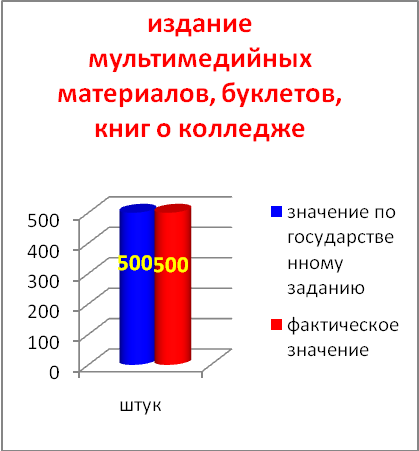 издание
мультимедийных
материалов, буклетов,
книг о колледже
500
400
300
200
100
0
500
500
штук
значение по
государстве
нному
заданию
фактическое
значение